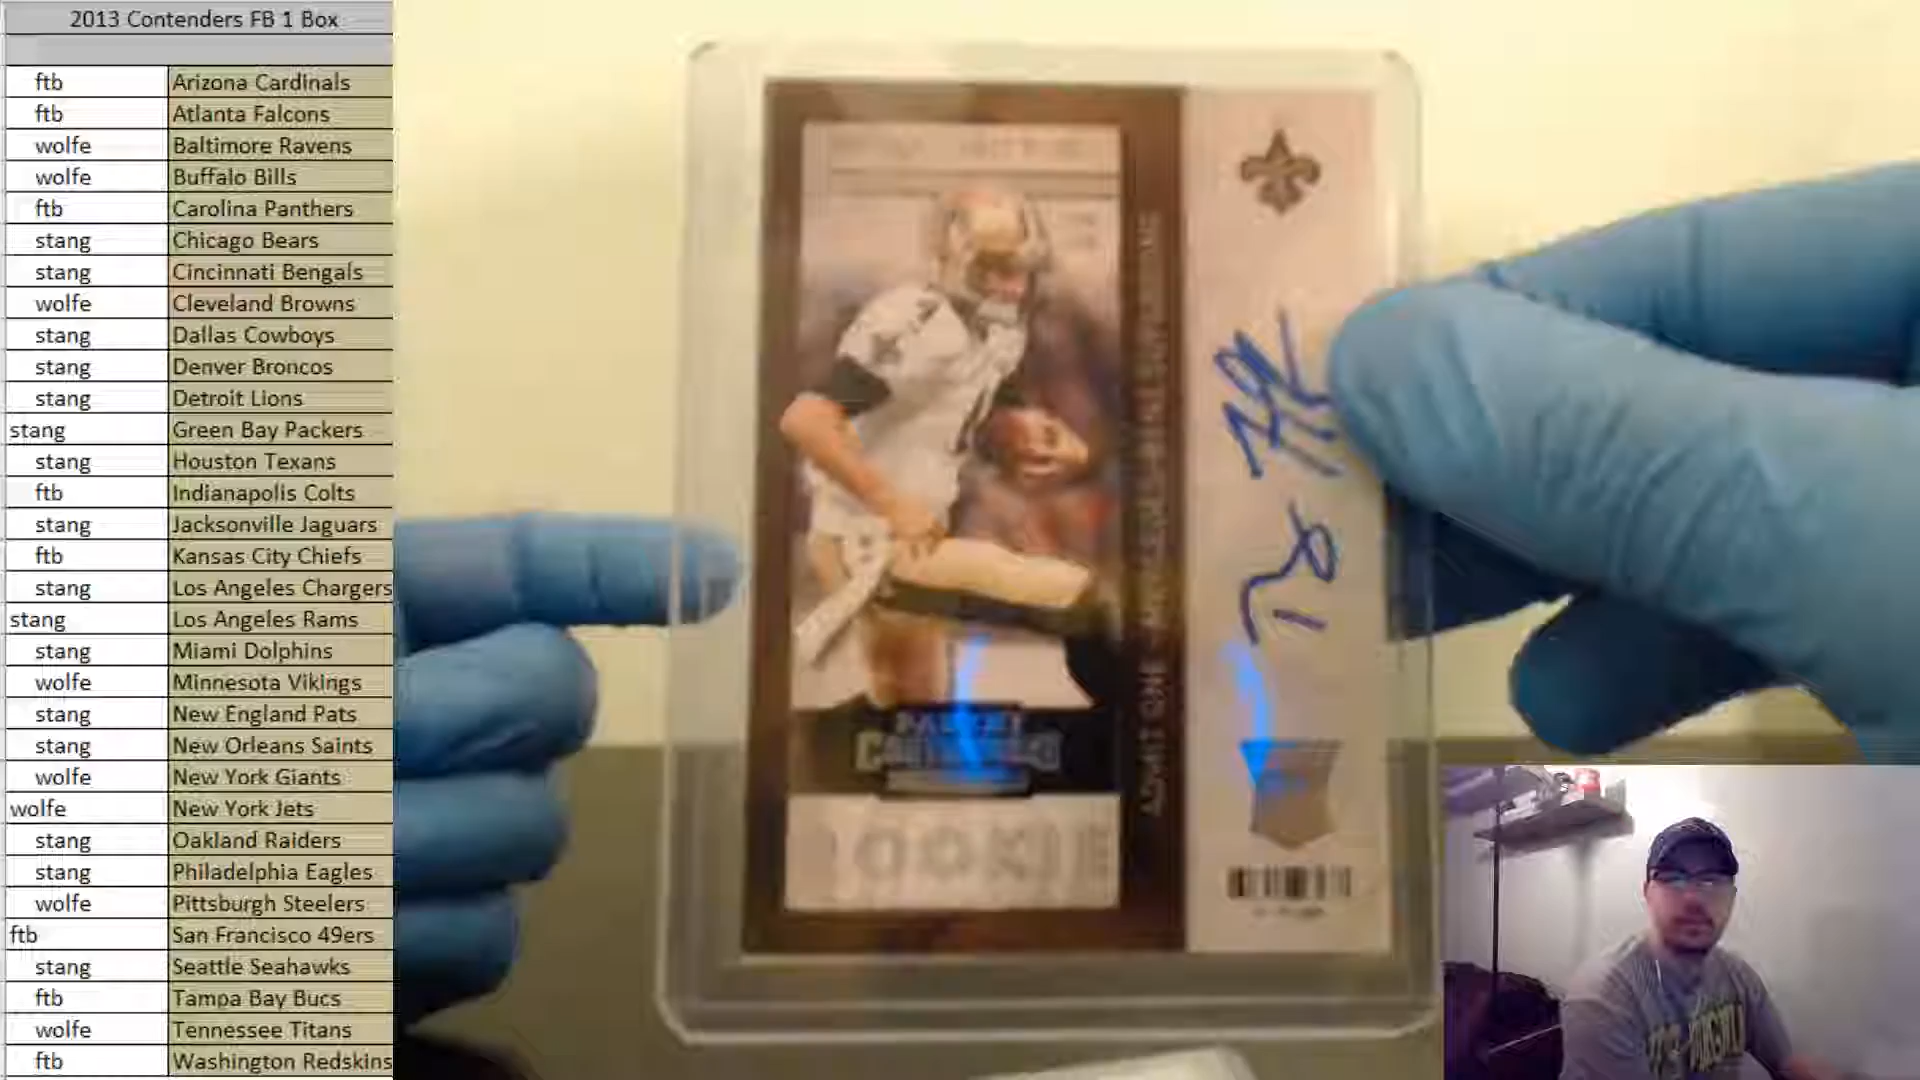 2013 Contenders FB 1 Box
ftb Arizona Cardinals
ftb Atlanta Falcons
wolfe Baltimore Ravens
wolfe Buffalo Bills
ftb Carolina Panthers
stang Chicago Bears
stang Cincinnati Bengals
wolfe Cleveland Browns
stang Dallas Cowboys
stang Denver Broncos
stang Detroit Lions
stang Green Bay Packers
stang Houston Texans
ftb Indianapolis Colts
stang Jacksonville Jaguars
ftb Kansas City Chiefs
stang Los Angeles Chargers
stang Los Angeles Rams
stang Miami Dolphins
wolfe Minnesota Vikings
stang New England Pats
stang New Orleans Saints
wolfe New York Giants
wolfe New York Jets
stang Oakland Raiders
stang Philadelphia Eagles
wolfe Pittsburgh Steelers
ftb San Francisco 49ers
stang Seattle Seahawks
ftb Tampa Bay Bucs
wolfe Tennessee Titans
ftb Washington Redskins
PANINI
CONTENDERS
ROOKIE
ADMIT ONE